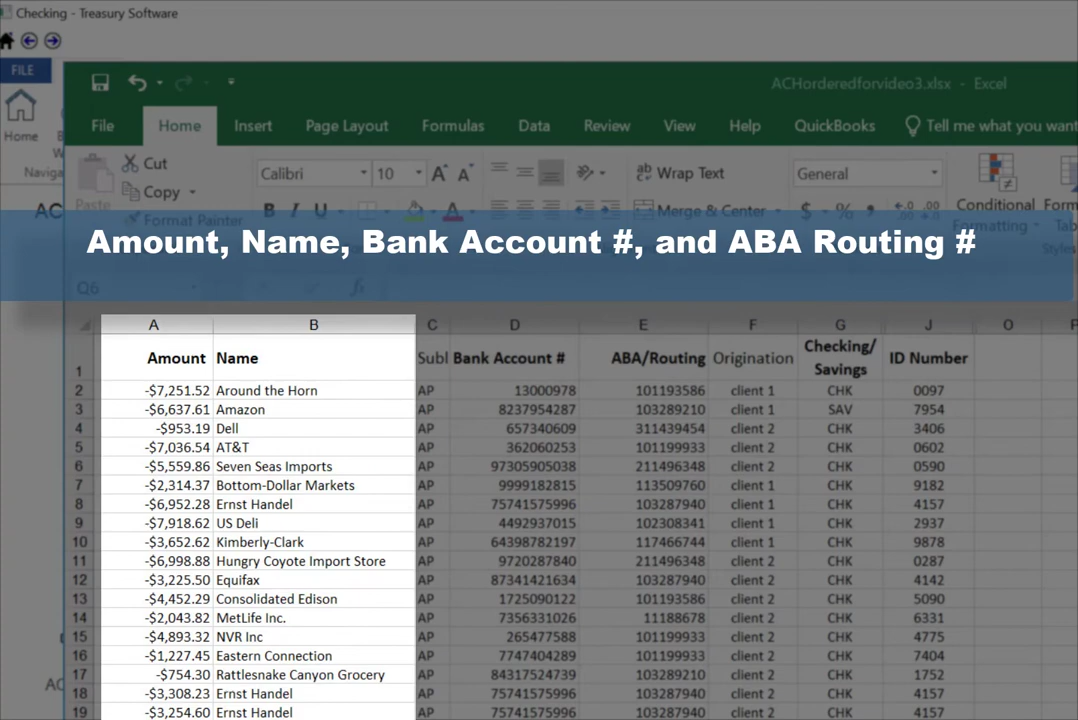 Checking - Treasury Software
FILE
ACHorderedforvideo3.xlsx - Excel
File Home Insert Page Layout Formulas Data Review View Help QuickBooks Tell me what you want
Home
Cut
Calibri 10 Wrap Text General
Copy
Paste
Format Painter
B I U Merge & Center $ % Conditional
Formatting
Amount, Name, Bank Account #, and ABA Routing #
Q6 fx
A B C D E F G J O P
1 Amount Name Subl Bank Account # ABA/Routing Origination Checking/ Savings ID Number
2 -$7,251.52 Around the Horn AP 13000978 101193586 client 1 CHK 0097
3 -$6,637.61 Amazon AP 8237954287 103289210 client 1 SAV 7954
4 -$953.19 Dell AP 657340609 311439454 client 2 CHK 3406
5 -$7,036.54 AT&T AP 362060253 101199933 client 2 CHK 0602
6 -$5,559.86 Seven Seas Imports AP 97305905038 211496348 client 2 CHK 0590
7 -$2,314.37 Bottom-Dollar Markets AP 9999182815 113509760 client 1 CHK 9182
8 -$6,952.28 Ernst Handel AP 75741575996 103287940 client 1 CHK 4157
9 -$7,918.62 US Deli AP 4492937015 102308341 client 1 CHK 2937
10 -$3,652.62 Kimberly-Clark AP 64398782197 117466744 client 1 CHK 9878
11 -$6,998.88 Hungry Coyote Import Store AP 9720287840 211496348 client 2 CHK 0287
12 -$3,225.50 Equifax AP 87341421634 103287940 client 2 CHK 4142
13 -$4,452.29 Consolidated Edison AP 1725090122 101193586 client 2 CHK 5090
14 -$2,043.82 MetLife Inc. AP 7356331026 11188678 client 2 CHK 6331
15 -$4,893.32 NVR Inc AP 265477588 101199933 client 2 CHK 4775
16 -$1,227.45 Eastern Connection AP 7747404289 101199933 client 2 CHK 7404
17 -$754.30 Rattlesnake Canyon Grocery AP 84317524739 103289210 client 2 CHK 1752
18 -$3,308.23 Ernst Handel AP 75741575996 103287940 client 2 CHK 4157
19 -$3,254.60 Ernst Handel AP 75741575996 103287940 client 2 CHK 4157